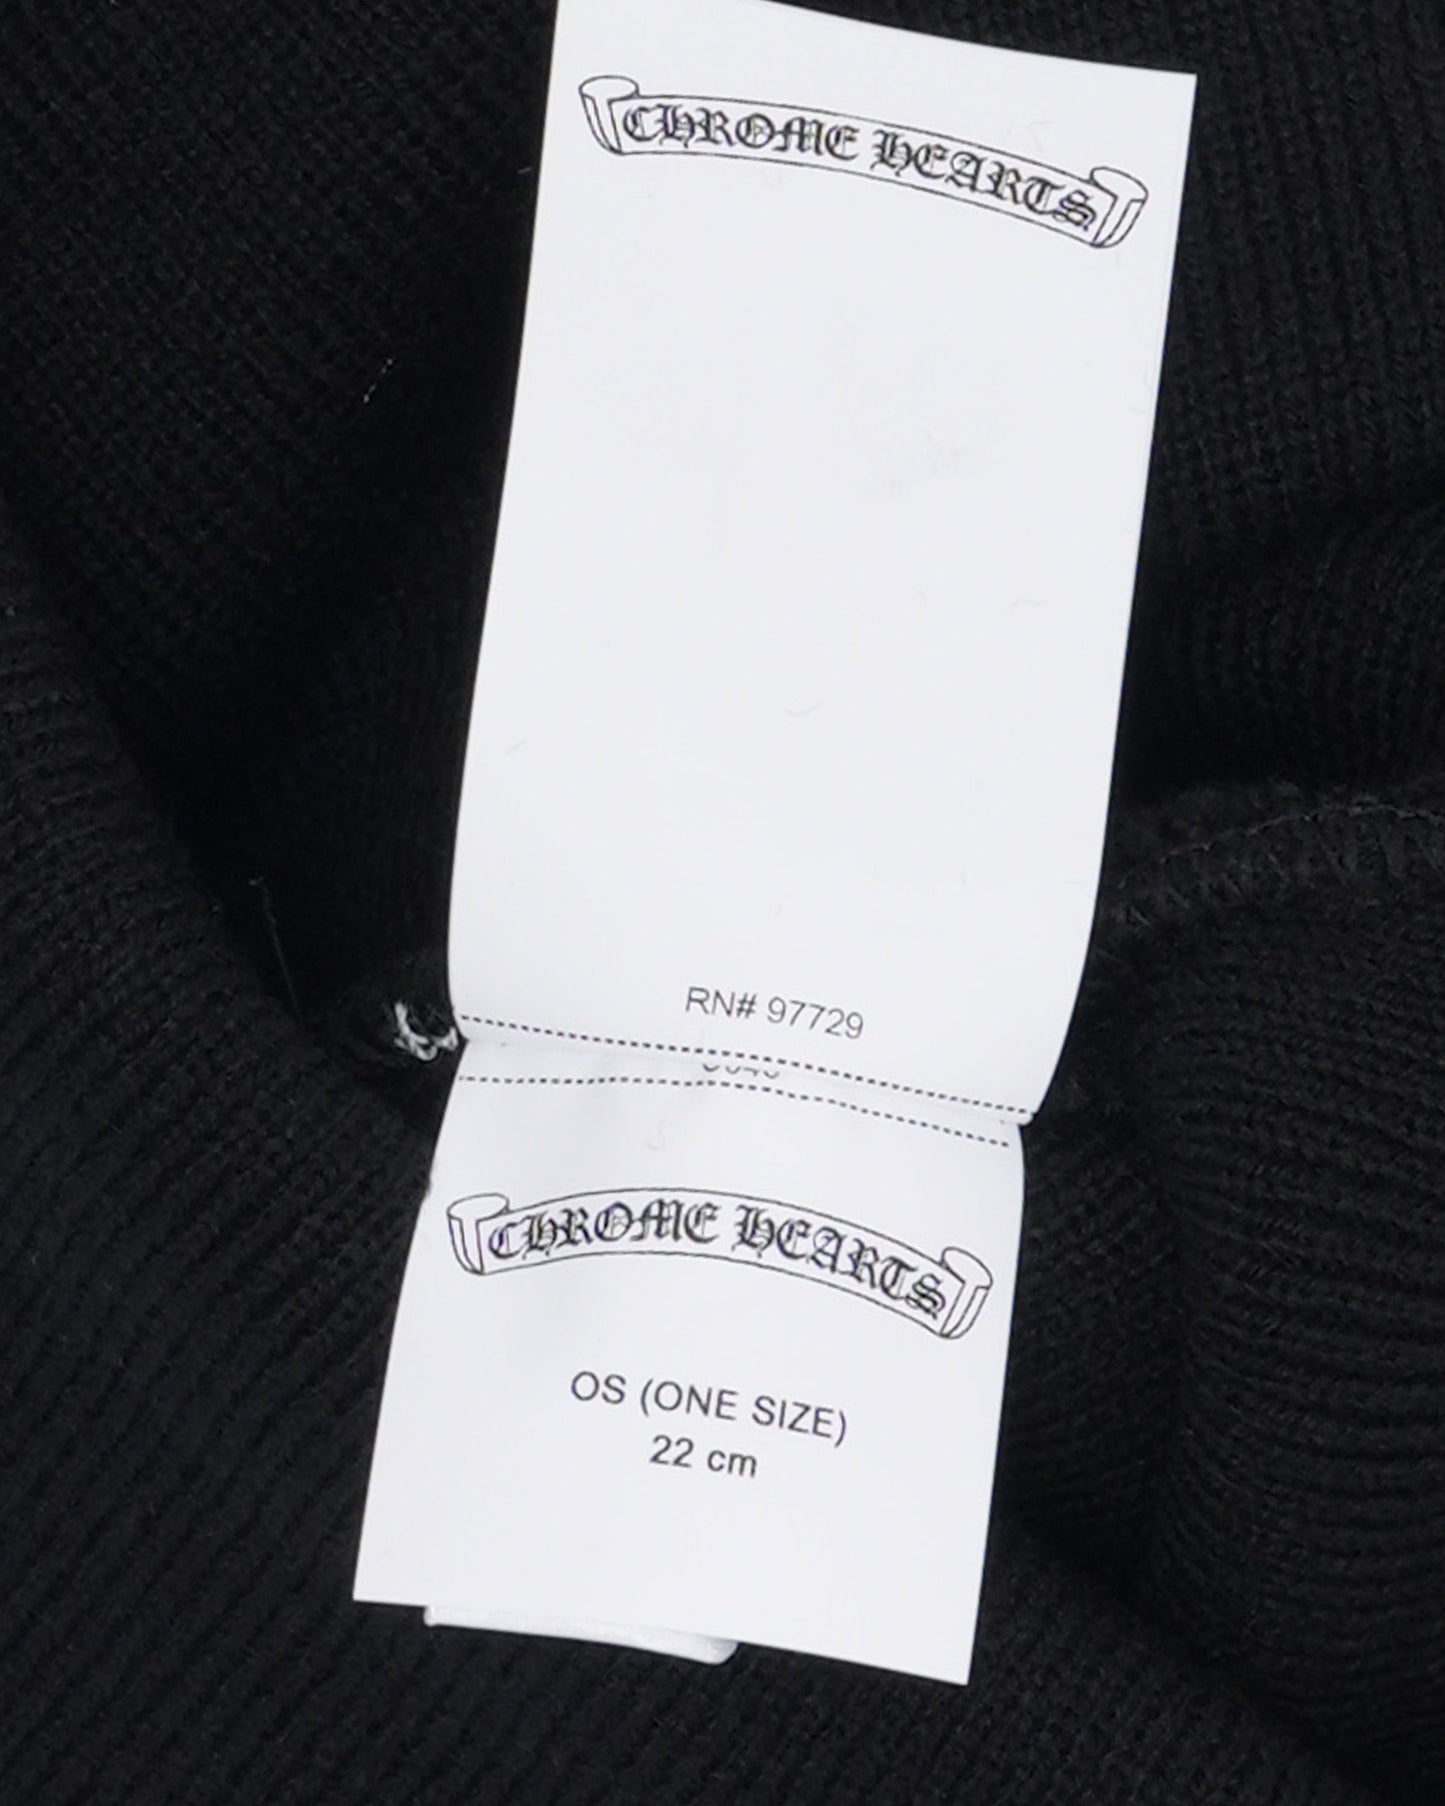 CHROME HEARTS
RN# 97729
CHROME HEARTS
OS (ONE SIZE)
22 cm